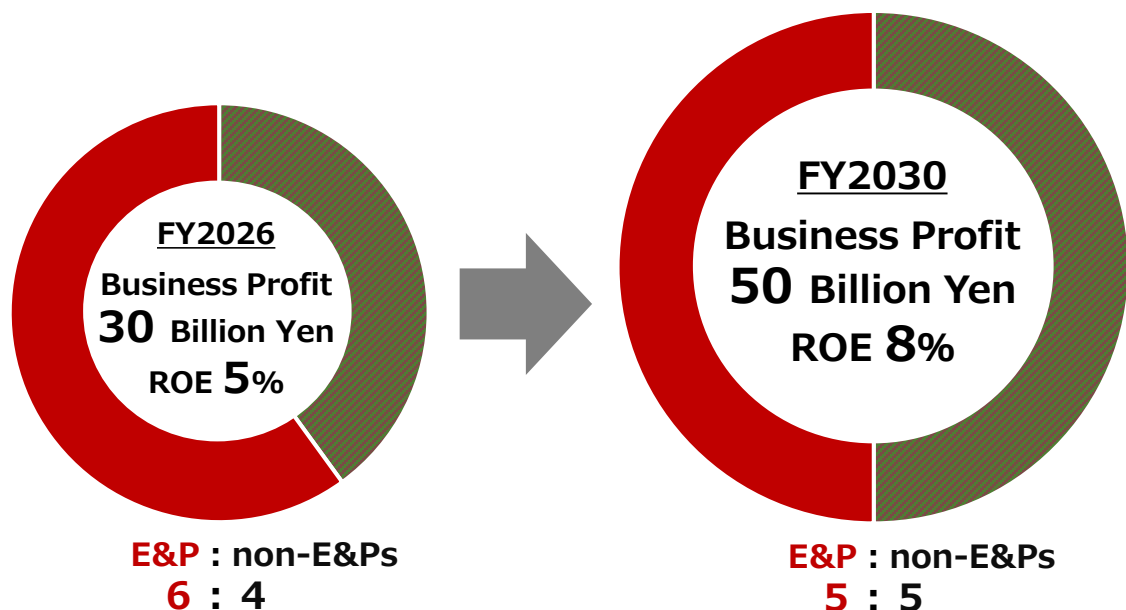 FY2026
Business Profit
30 Billion Yen
ROE 5%
E&P : non-E&Ps
6 : 4
FY2030
Business Profit
50 Billion Yen
ROE 8%
E&P : non-E&Ps
5 : 5